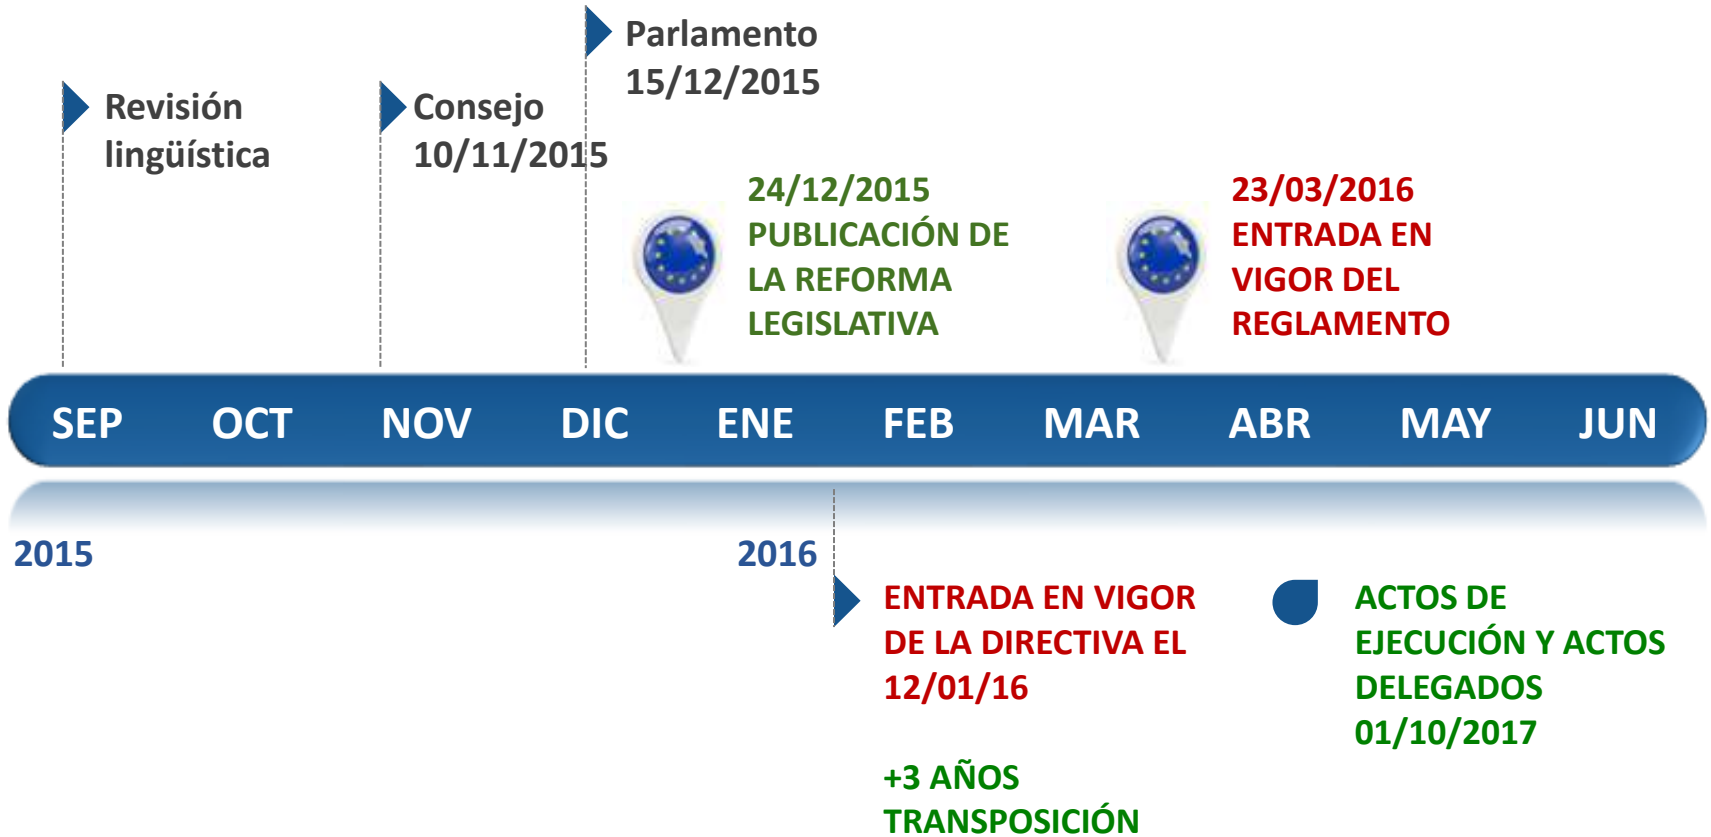 Parlamento
15/12/2015
Revisión
lingüística
Consejo
10/11/2015
24/12/2015
PUBLICACIÓN DE
LA REFORMA
LEGISLATIVA
23/03/2016
ENTRADA EN
VIGOR DEL
REGLAMENTO
SEP OCT NOV DIC ENE FEB MAR ABR MAY JUN
2015
2016
ENTRADA EN VIGOR
DE LA DIRECTIVA EL
12/01/16
+3 AÑOS
TRANSPOSICIÓN
ACTOS DE
EJECUCIÓN Y ACTOS
DELEGADOS
01/10/2017